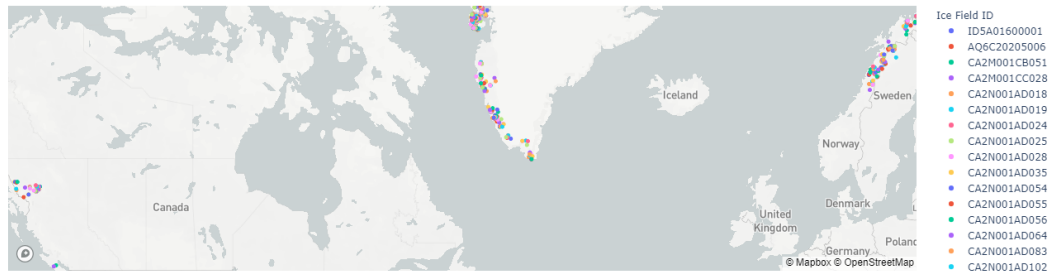 Ice Field ID
ID5A01600001
AQ6C20205006
CA2M001CB051
CA2M001CC028
CA2N001AD018
CA2N001AD019
CA2N001AD024
CA2N001AD025
CA2N001AD028
CA2N001AD035
CA2N001AD054
CA2N001AD055
CA2N001AD056
CA2N001AD064
CA2N001AD083
CA2N001AD102
Iceland
Sweden
Norway
Canada
Denmark
United
Kingdom
Poland
Germany
© Mapbox © OpenStreetMap